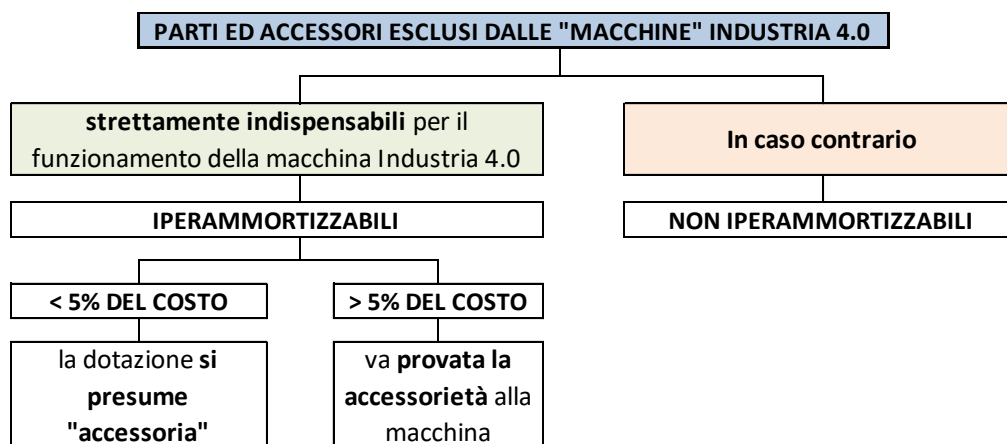 PARTI ED ACCESSORI ESCLUSI DALLE "MACCHINE" INDUSTRIA 4.0
strettamente indispensabili per il
funzionamento della macchina Industria 4.0
In caso contrario
IPERAMMORTIZZABILI
NON IPERAMMORTIZZABILI
< 5% DEL COSTO
> 5% DEL COSTO
la dotazione si
presume
"accessoria"
va provata la
accessorietà alla
macchina